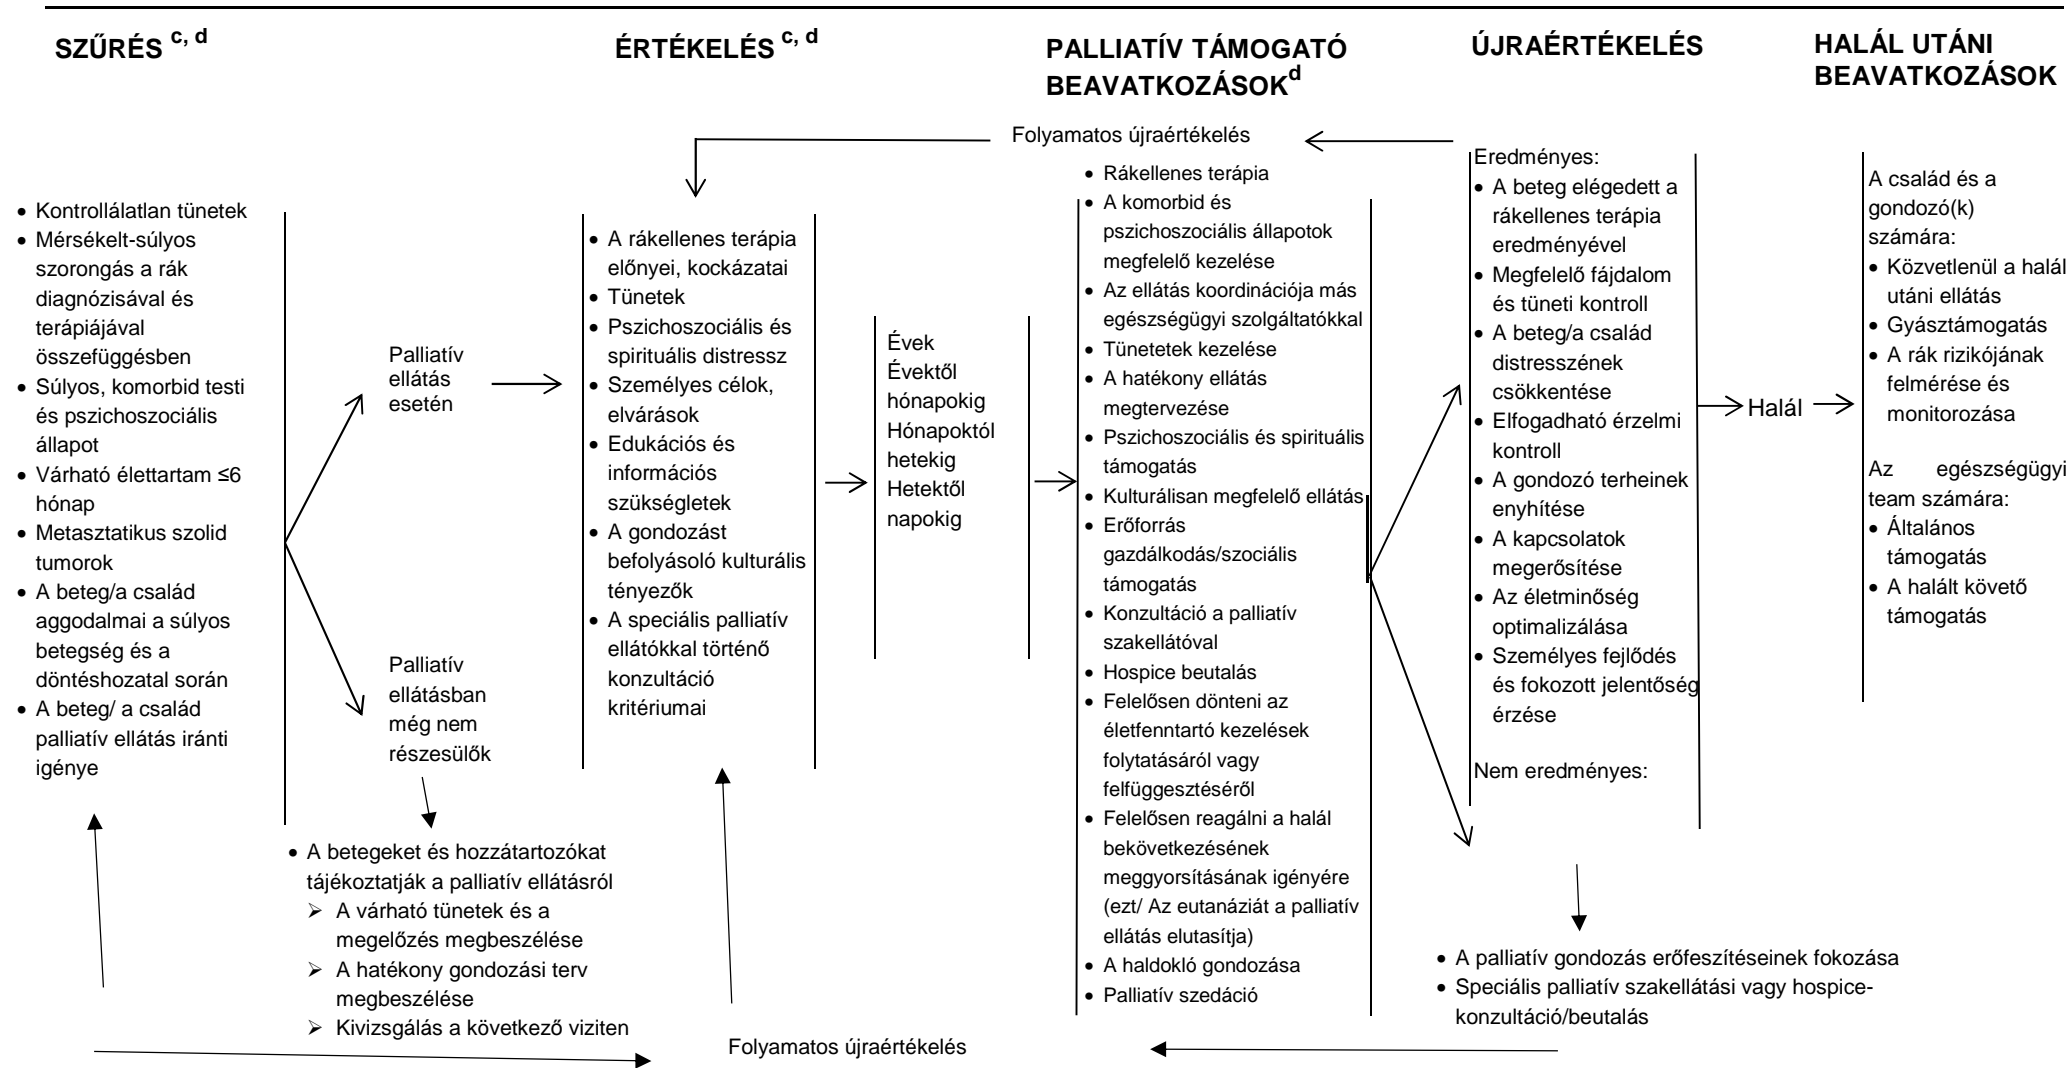 SZŰRÉS c, d
ÉRTÉKELÉS c, d
PALLIATÍV TÁMOGATÓ
BEAVATKOZÁSOKd
ÚJRAÉRTÉKELÉS
HALÁL UTÁNI
BEAVATKOZÁSOK
Folyamatos újraértékelés
• Kontrollálatlan tünetek
• Mérsékelt-súlyos
szorongás a rák
diagnózisával és
terápiájával
összefüggésben
• Súlyos, komorbid testi
és pszichoszociális
állapot
• Várható élettartam ≤6
hónap
• Metasztatikus szolid
tumorok
• A beteg/a család
aggodalmai a súlyos
betegség és a
döntéshozatal során
• A beteg/ a család
palliatív ellátás iránti
igénye
Palliatív
ellátás
esetén
Palliatív
ellátásban
még nem
részesülők
• A betegeket és hozzátartozókat
tájékoztatják a palliatív ellátásról
➢ A várható tünetek és a
megelőzés megbeszélése
➢ A hatékony gondozási terv
megbeszélése
➢ Kivizsgálás a következő viziten
• A rákellenes terápia
előnyei, kockázatai
• Tünetek
• Pszichoszociális és
spirituális distressz
• Személyes célok,
elvárások
• Edukációs és
információs
szükségletek
• A gondozást
befolyásoló kulturális
tényezők
• A speciális palliatív
ellátókkal történő
konzultáció
kritériumai
Évek
Évektől
hónapokig
Hónapoktól
hetekig
Hetektől
napokig
• Rákellenes terápia
• A komorbid és
pszichoszociális állapotok
megfelelő kezelése
• Az ellátás koordinációja más
egészségügyi szolgáltatókkal
• Tünetetek kezelése
• A hatékony ellátás
megtervezése
• Pszichoszociális és spirituális
támogatás
• Kulturálisan megfelelő ellátás
• Erőforrás
gazdálkodás/szociális
támogatás
• Konzultáció a palliatív
szakellátóval
• Hospice beutalás
• Felelősen dönteni az
életfenntartó kezelések
folytatásáról vagy
felfüggesztéséről
• Felelősen reagálni a halál
bekövetkezésének
meggyorsításának igényére
(ezt/ Az eutanáziát a palliatív
ellátás elutasítja)
• A haldokló gondozása
• Palliatív szedáció
Eredményes:
• A beteg elégedett a
rákellenes terápia
eredményével
• Megfelelő fájdalom
és tüneti kontroll
• A beteg/a család
distresszének
csökkentése
• Elfogadható érzelmi
kontroll
• A gondozó terheinek
enyhítése
• A kapcsolatok
megerősítése
• Az életminőség
optimalizálása
• Személyes fejlődés
és fokozott jelentőség
érzése
Nem eredményes:
• A palliatív gondozás erőfeszítéseinek fokozása
• Speciális palliatív szakellátási vagy hospice-
konzultáció/beutalás
Halál
A család és a
gondozó(k)
számára:
• Közvetlenül a halál
utáni ellátás
• Gyásztámogatás
• A rák rizikójának
felmérése és
monitorozása
Az egészségügyi
team számára:
• Általános
támogatás
• A halált követő
támogatás
Folyamatos újraértékelés